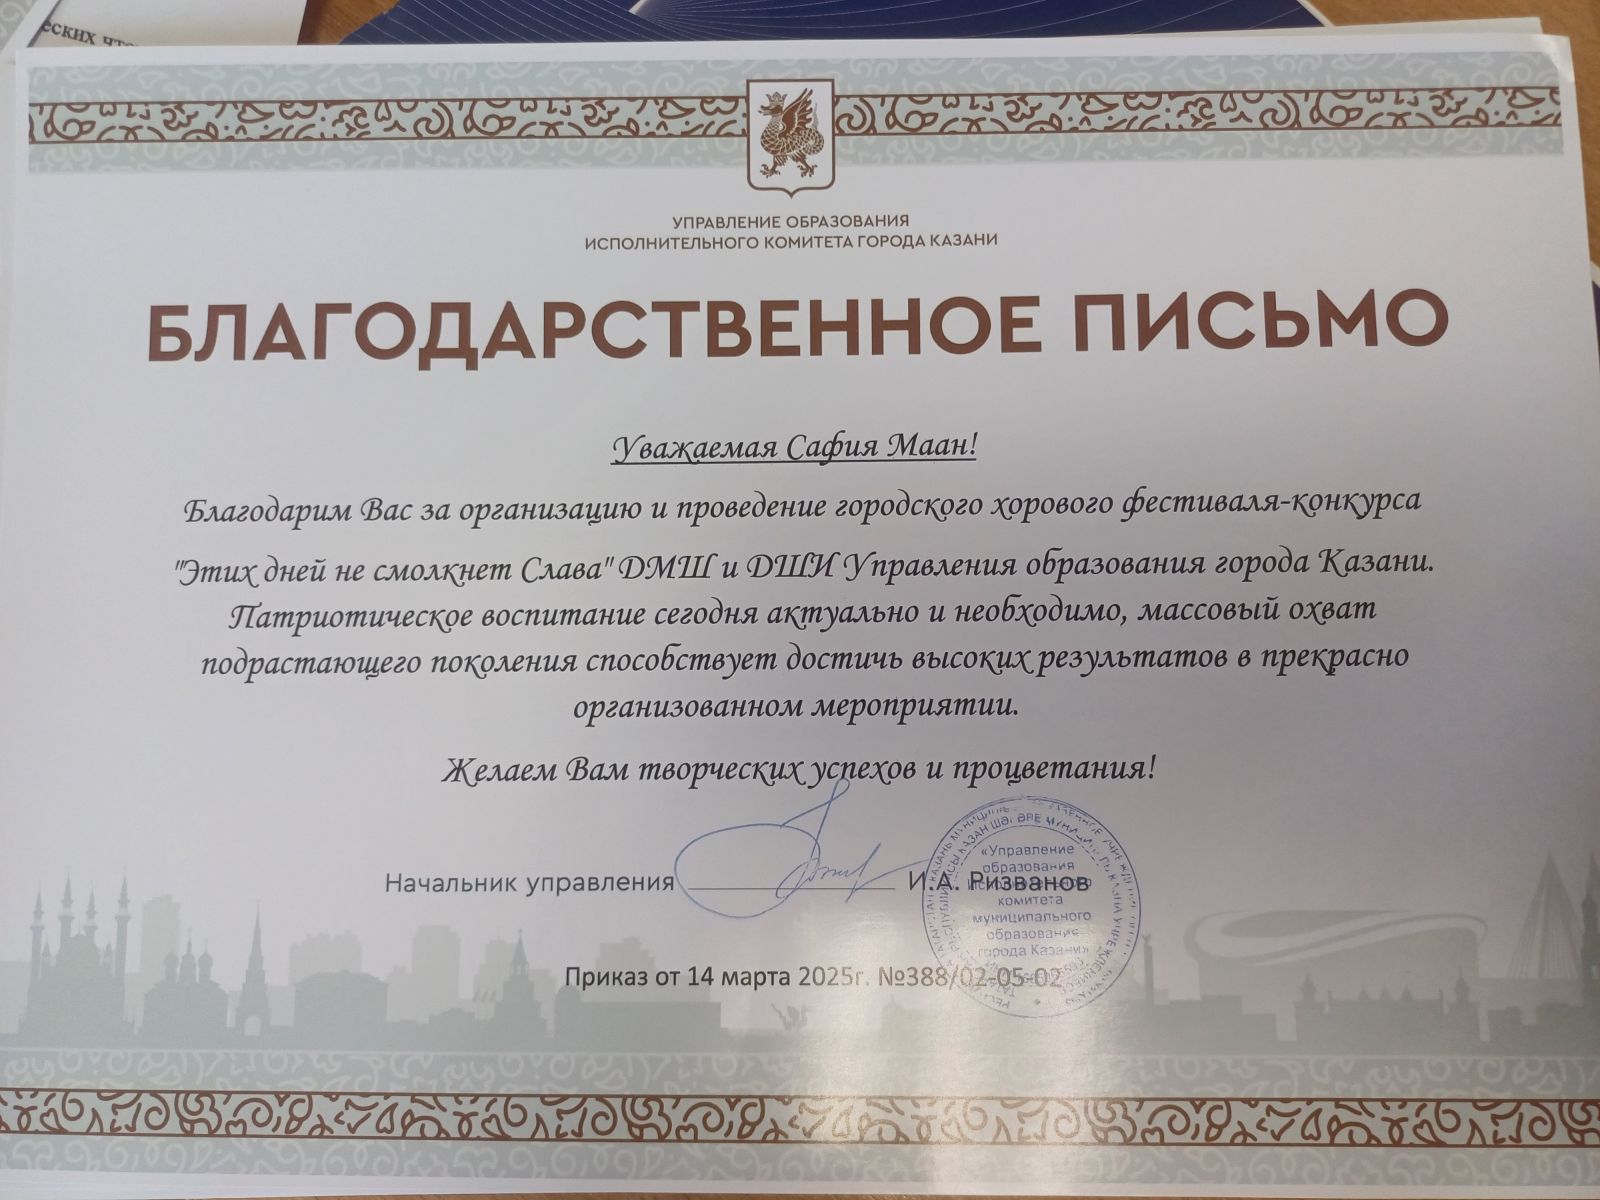 еских чт
УПРАВЛЕНИЕ ОБРАЗОВАНИЯ
ИСПОЛНИТЕЛЬНОГО КОМИТЕТА ГОРОДА КАЗАНИ
БЛАГОДАРСТВЕННОЕ ПИСЬМО
Уважаемая Сафия Маан!
Благодарим Вас за организацию и проведение городского хорового фестиваля-конкурса
"Этих дней не смолкнет Слава" ДМШ и ДШИ Управления образования города Казани.
Патриотическое воспитание сегодня актуально и необходимо, массовый охват
подрастающего поколения способствует достичь высоких результатов в прекрасно
организованном мероприятии.
Желаем Вам творческих успехов и процветания!
Начальник управления И.А. Ризванов
«Управление
образования
Исполнительного
комитета
муниципального
образования
города Казани»
Приказ от 14 марта 2025г. №388/02-05-02